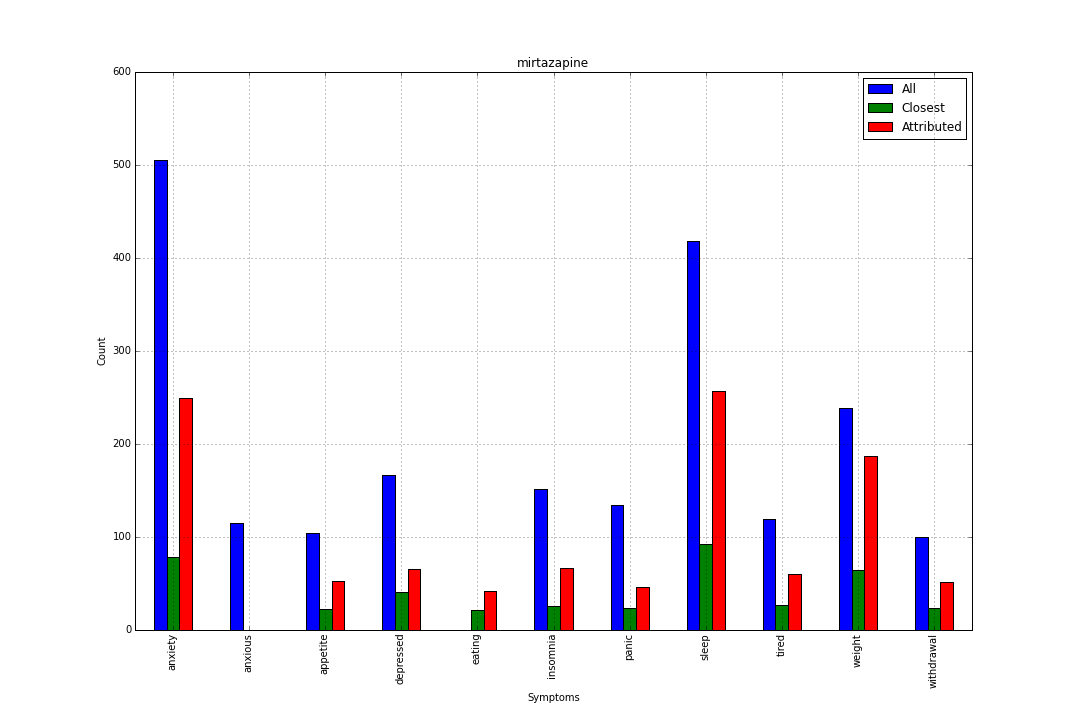 mirtazapine
All
Closest
Attributed
600
500
400
300
200
100
0
Count
anxiety
anxious
appetite
depressed
eating
insomnia
panic
sleep
tired
weight
withdrawal
Symptoms